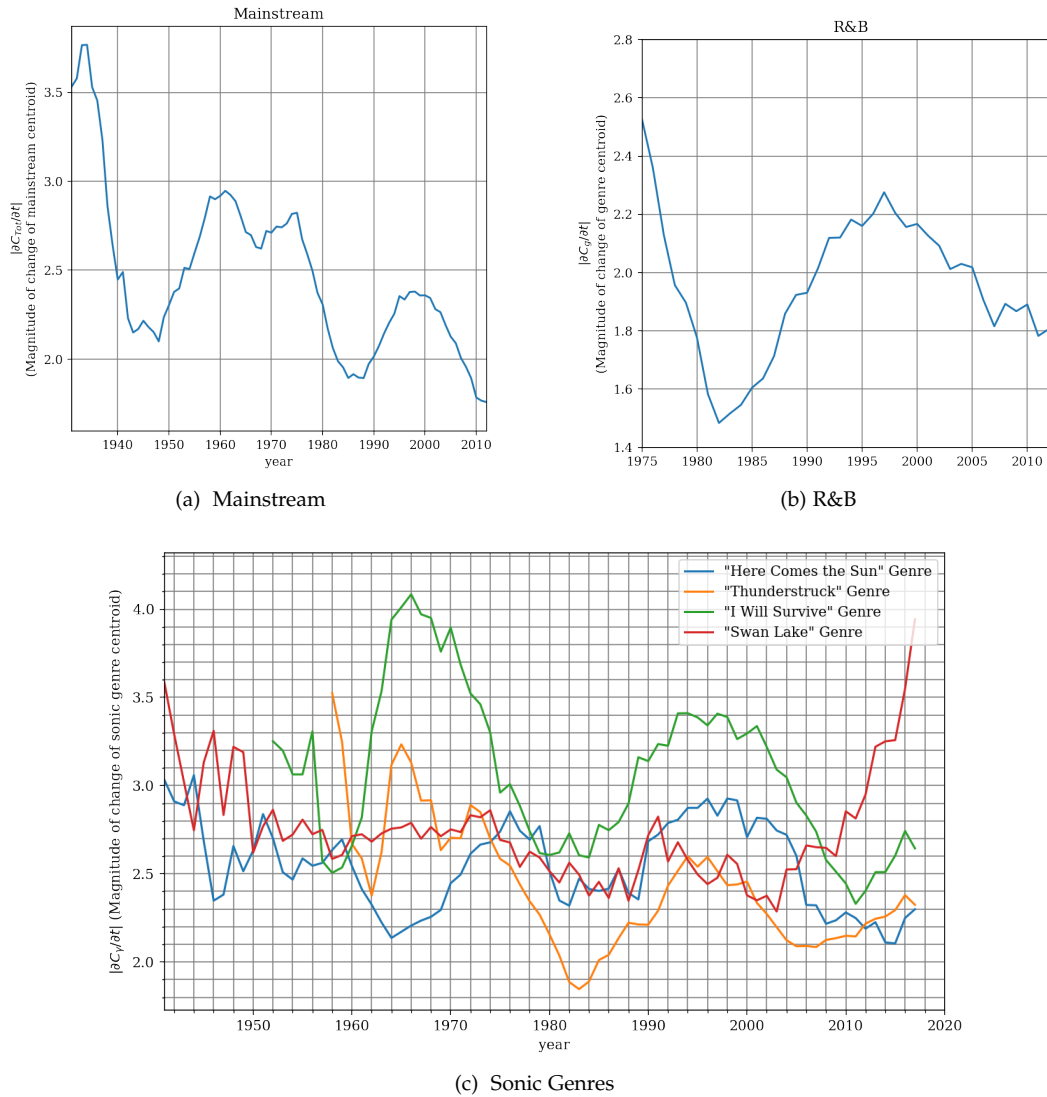 Mainstream
|∂C_Tot/∂t|
(Magnitude of change of mainstream centroid)
3.5
3.0
2.5
2.0
1940 1950 1960 1970 1980 1990 2000 2010
year
(a) Mainstream
R&B
|∂C_g/∂t|
(Magnitude of change of genre centroid)
2.8
2.6
2.4
2.2
2.0
1.8
1.6
1.4
1975 1980 1985 1990 1995 2000 2005 2010
(b) R&B
|∂C_γ/∂t| (Magnitude of change of sonic genre centroid)
4.0
3.5
3.0
2.5
2.0
"Here Comes the Sun" Genre
"Thunderstruck" Genre
"I Will Survive" Genre
"Swan Lake" Genre
1950 1960 1970 1980 1990 2000 2010 2020
year
(c) Sonic Genres